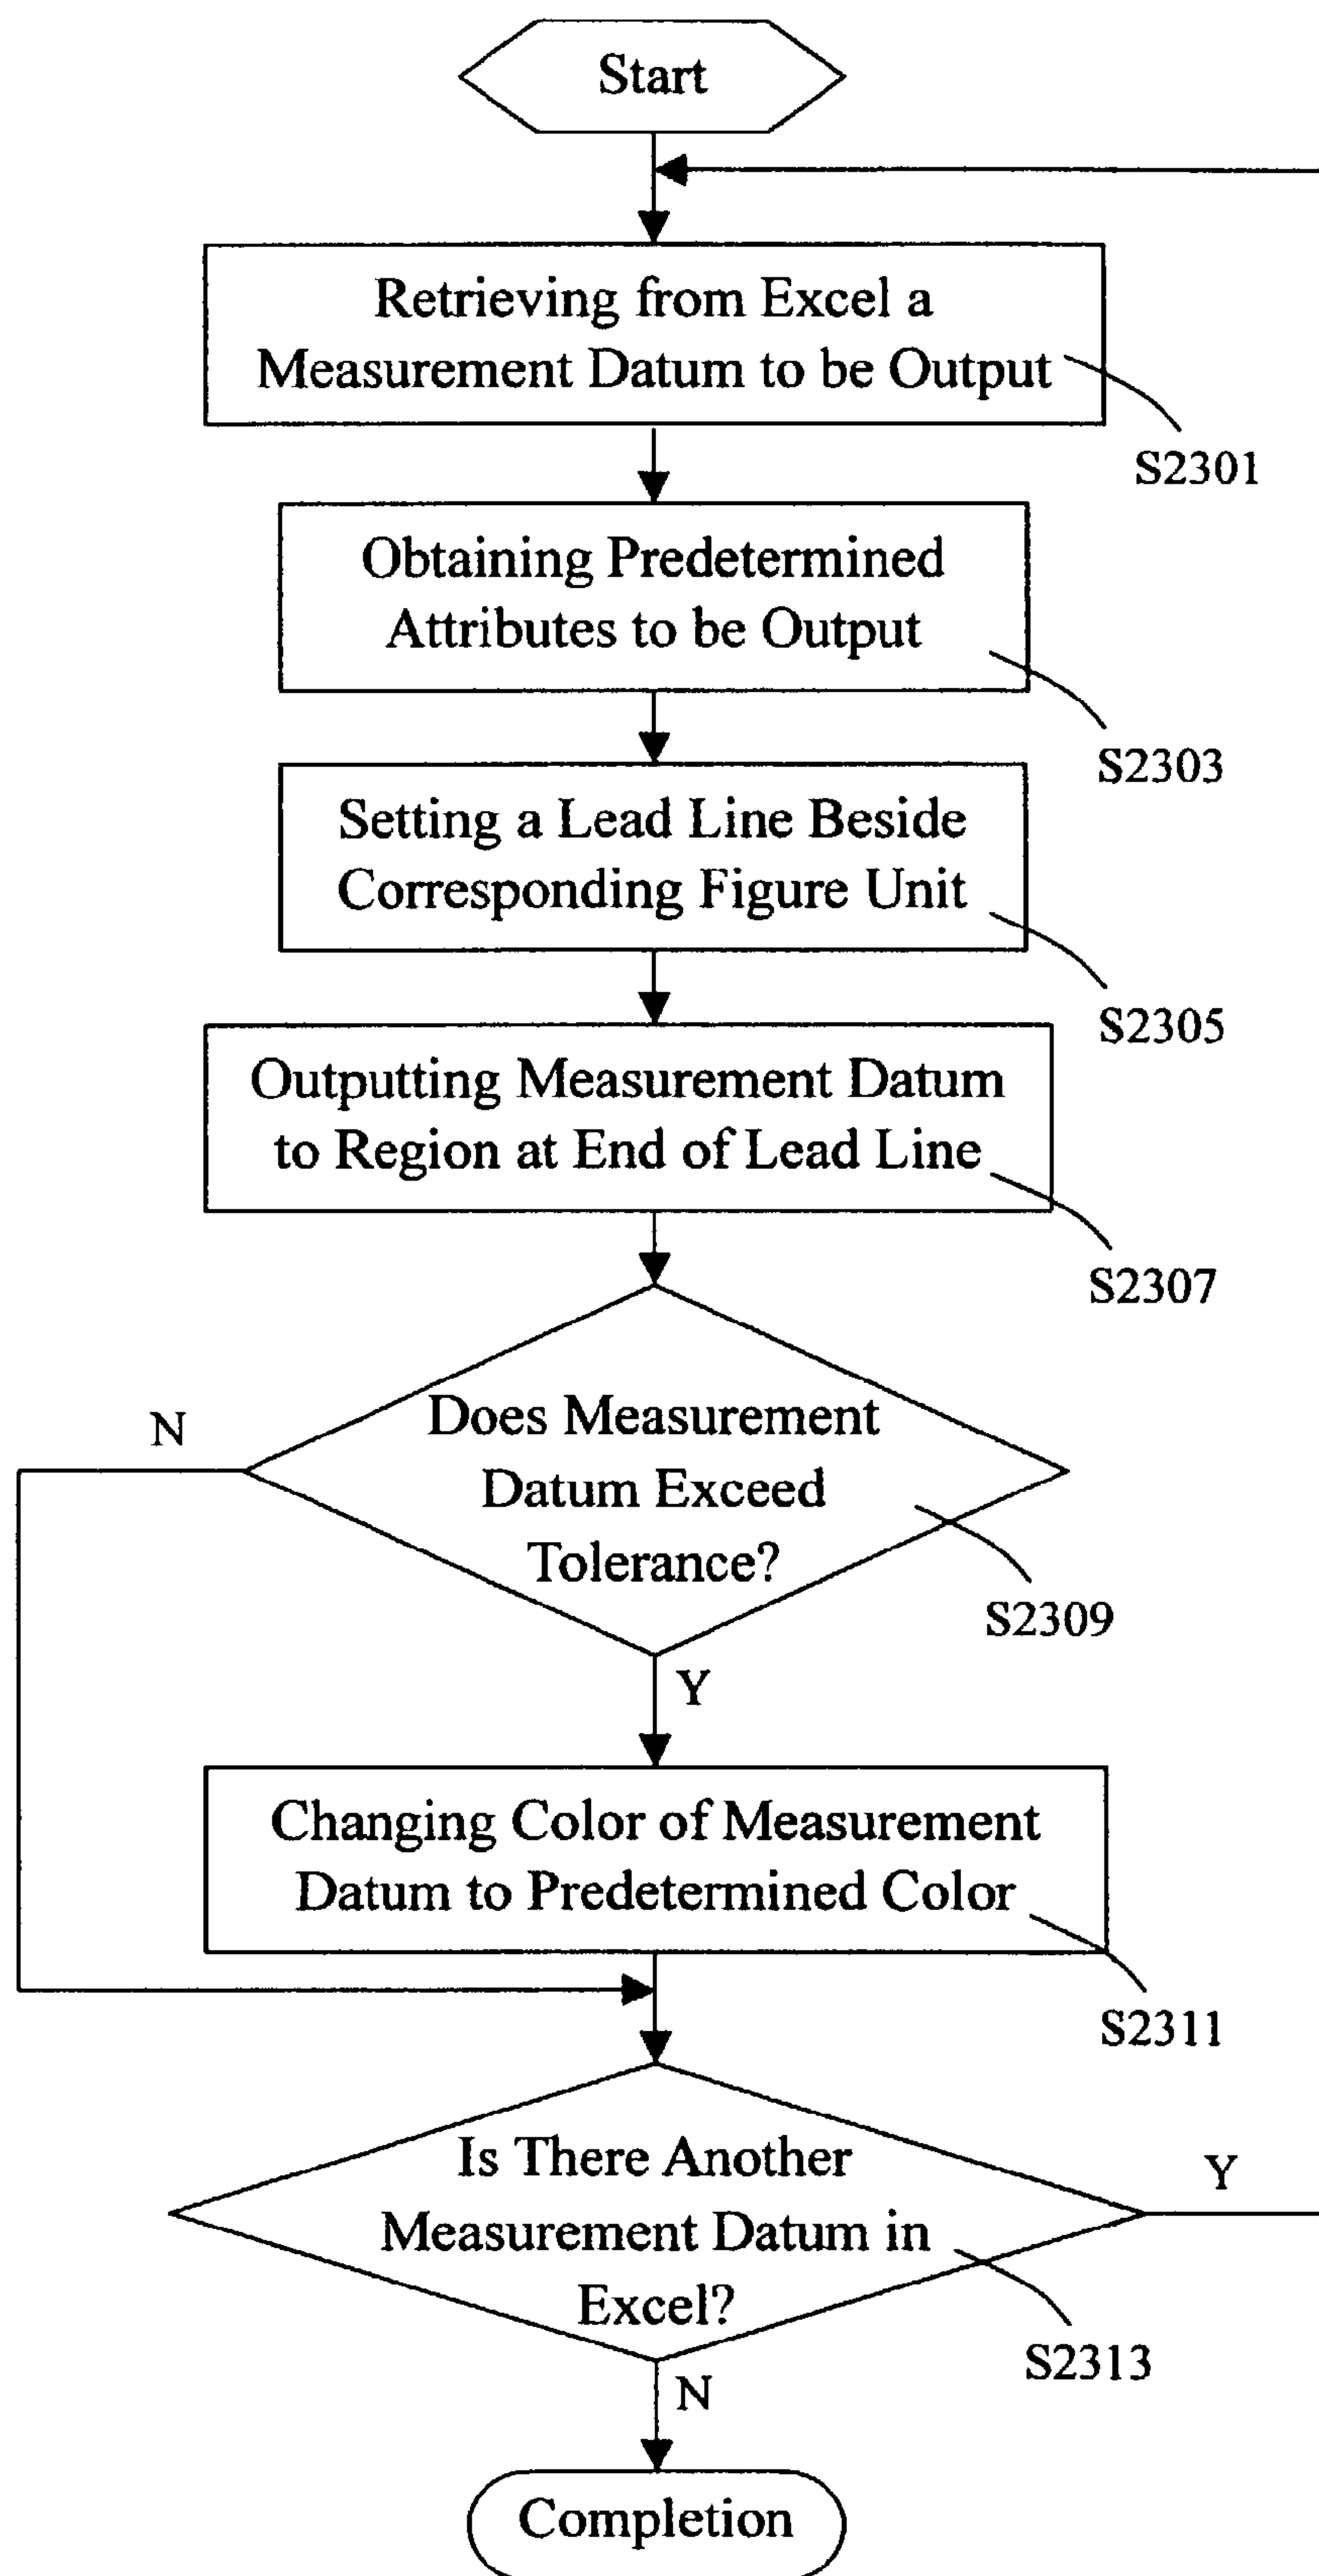 Start
Retrieving from Excel a
Measurement Datum to be Output
S2301
Obtaining Predetermined
Attributes to be Output
S2303
Setting a Lead Line Beside
Corresponding Figure Unit
S2305
Outputting Measurement Datum
to Region at End of Lead Line
S2307
N
Does Measurement
Datum Exceed
Tolerance?
S2309
Y
Changing Color of Measurement
Datum to Predetermined Color
S2311
Is There Another
Measurement Datum in
Excel?
Y
S2313
N
Completion